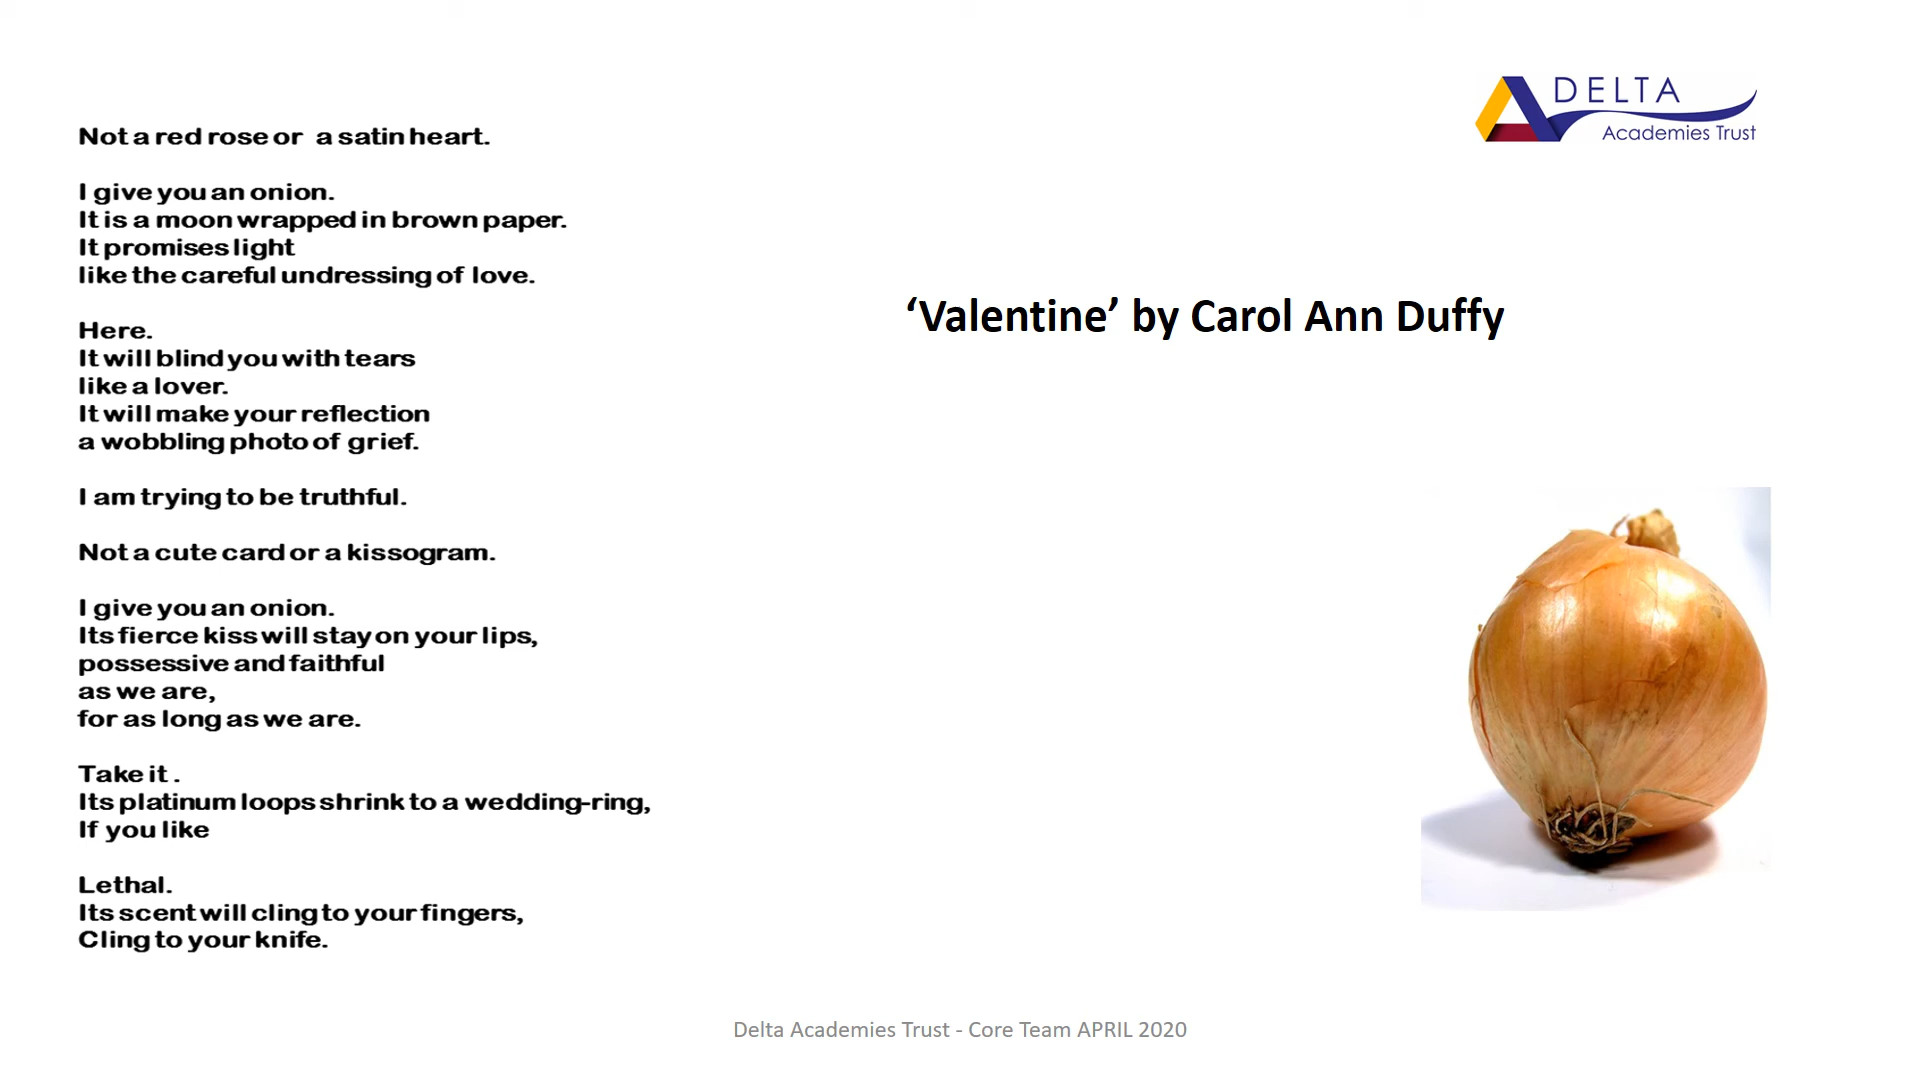 DELTA
Academies Trust
Not a red rose or a satin heart.
I give you an onion.
It is a moon wrapped in brown paper.
It promises light
like the careful undressing of love.
Here.
It will blind you with tears
like a lover.
It will make your reflection
a wobbling photo of grief.
I am trying to be truthful.
Not a cute card or a kissogram.
I give you an onion.
Its fierce kiss will stay on your lips,
possessive and faithful
as we are,
for as long as we are.
Take it .
Its platinum loops shrink to a wedding-ring,
If you like
Lethal.
Its scent will cling to your fingers,
Cling to your knife.
‘Valentine’ by Carol Ann Duffy
Delta Academies Trust - Core Team APRIL 2020